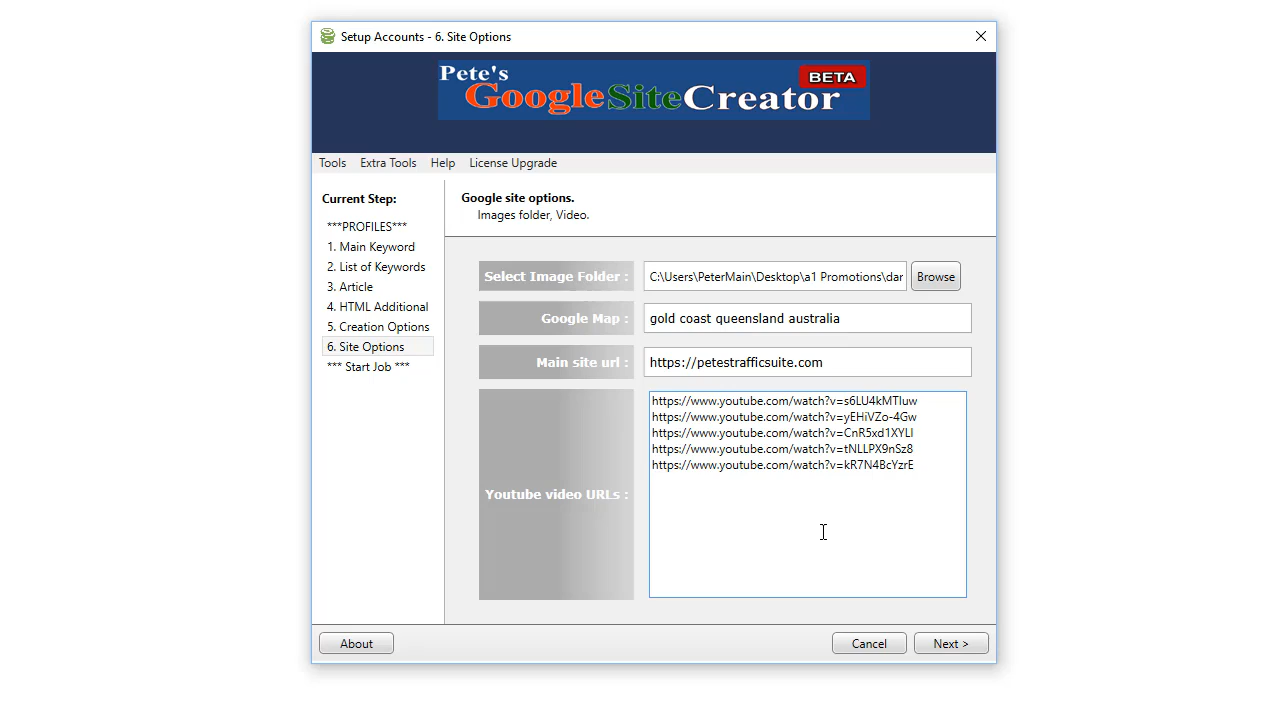 Setup Accounts - 6. Site Options
Pete's
GoogleSiteCreator
BETA
Tools Extra Tools Help License Upgrade
Current Step:
***PROFILES***
1. Main Keyword
2. List of Keywords
3. Article
4. HTML Additional
5. Creation Options
6. Site Options
*** Start Job ***
Google site options.
Images folder, Video.
Select Image Folder : C:\Users\PeterMain\Desktop\a1 Promotions\dar Browse
Google Map : gold coast queensland australia
Main site url : https://petestrafficsuite.com
Youtube video URLs :
https://www.youtube.com/watch?v=s6LU4kMTIuw
https://www.youtube.com/watch?v=yEHiVZo-4Gw
https://www.youtube.com/watch?v=CnR5xd1XYLI
https://www.youtube.com/watch?v=tNLLPX9nSz8
https://www.youtube.com/watch?v=kR7N4BcYzrE
About Cancel Next >